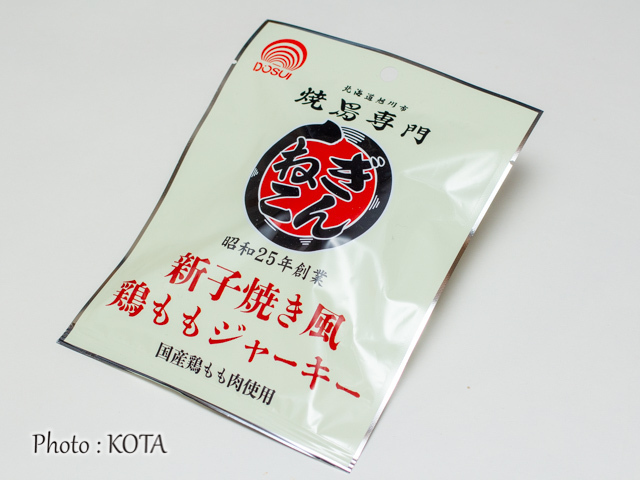 DOSUI
北海道旭川市
焼鳥専門
ぎんねこ
昭和25年創業
新子焼き風
鶏ももジャーキー
国産鶏もも肉使用
Photo : KOTA